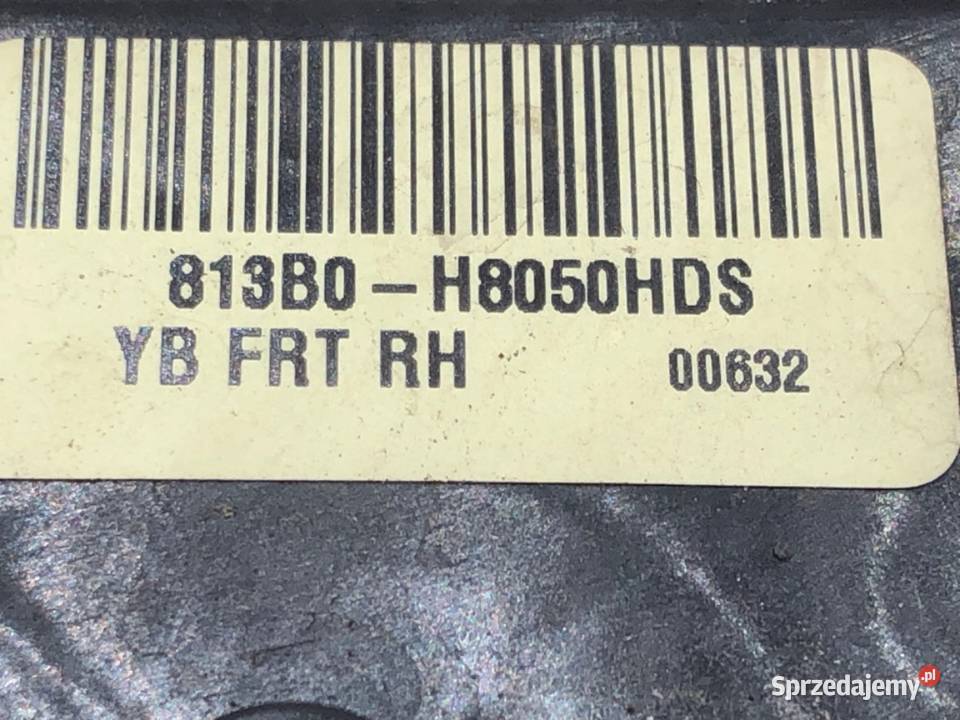 813B0-H8050HDS
YB FRT RH 00632
Sprzedajemy.pl